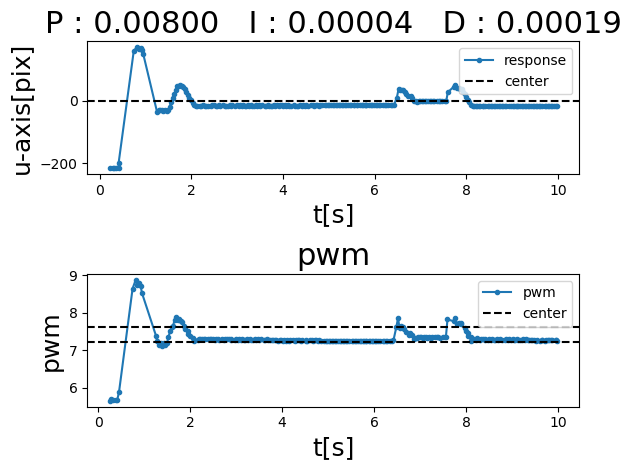 P : 0.00800 I : 0.00004 D : 0.00019
u-axis[pix]
0
−200
response
center
0 2 4 6 8 10
t[s]
pwm
pwm
9
8
7
6
pwm
center
0 2 4 6 8 10
t[s]